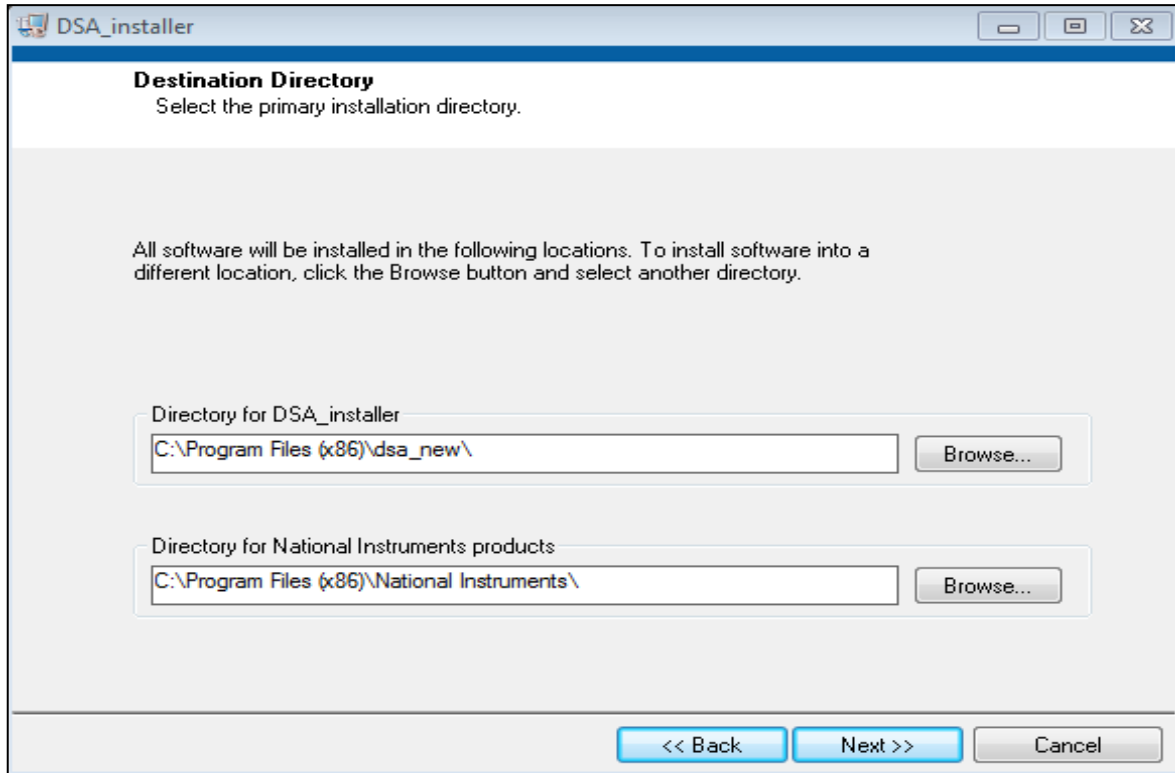 DSA_installer
Destination Directory
Select the primary installation directory.
All software will be installed in the following locations. To install software into a
different location, click the Browse button and select another directory.
Directory for DSA_installer
C:\Program Files (x86)\dsa_new\
Browse...
Directory for National Instruments products
C:\Program Files (x86)\National Instruments\
Browse...
<< Back
Next >>
Cancel